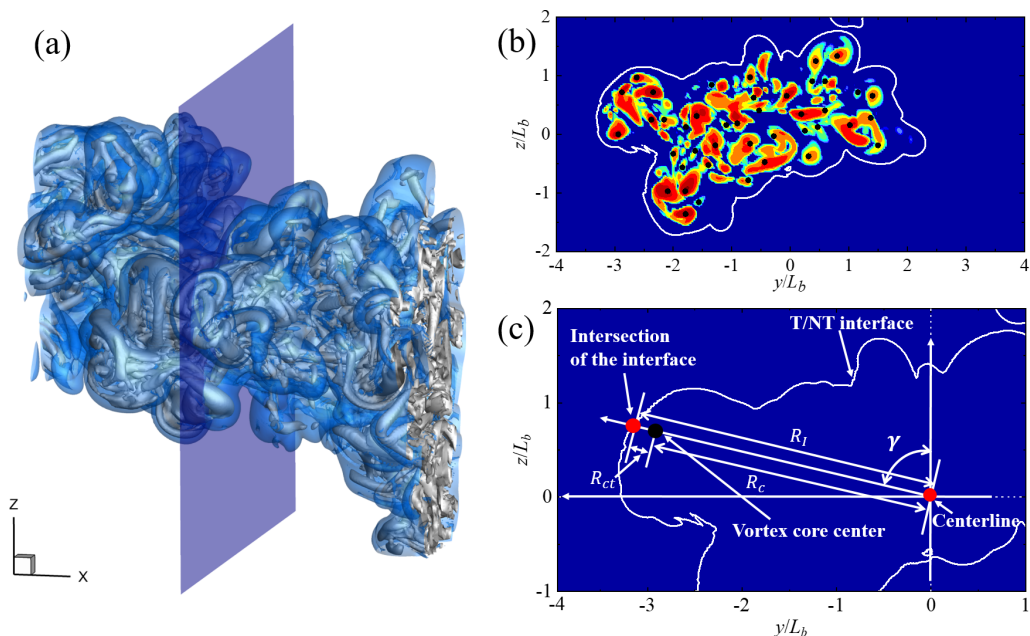 (a)
Z
X
(b)
2
1
0
-1
-2
z/L_b
-4
-3
-2
-1
0
1
2
3
4
y/L_b
(c)
2
1
0
-1
z/L_b
T/NT interface
Intersection
of the interface
R_I
γ
R_ct
R_c
Vortex core center
Centerline
-4
-3
-2
-1
0
1
y/L_b